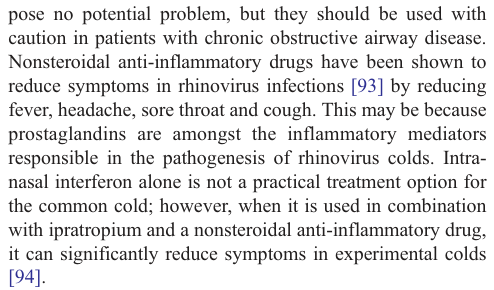 pose no potential problem, but they should be used with
caution in patients with chronic obstructive airway disease.
Nonsteroidal anti-inflammatory drugs have been shown to
reduce symptoms in rhinovirus infections [93] by reducing
fever, headache, sore throat and cough. This may be because
prostaglandins are amongst the inflammatory mediators
responsible in the pathogenesis of rhinovirus colds. Intra-
nasal interferon alone is not a practical treatment option for
the common cold; however, when it is used in combination
with ipratropium and a nonsteroidal anti-inflammatory drug,
it can significantly reduce symptoms in experimental colds
[94].